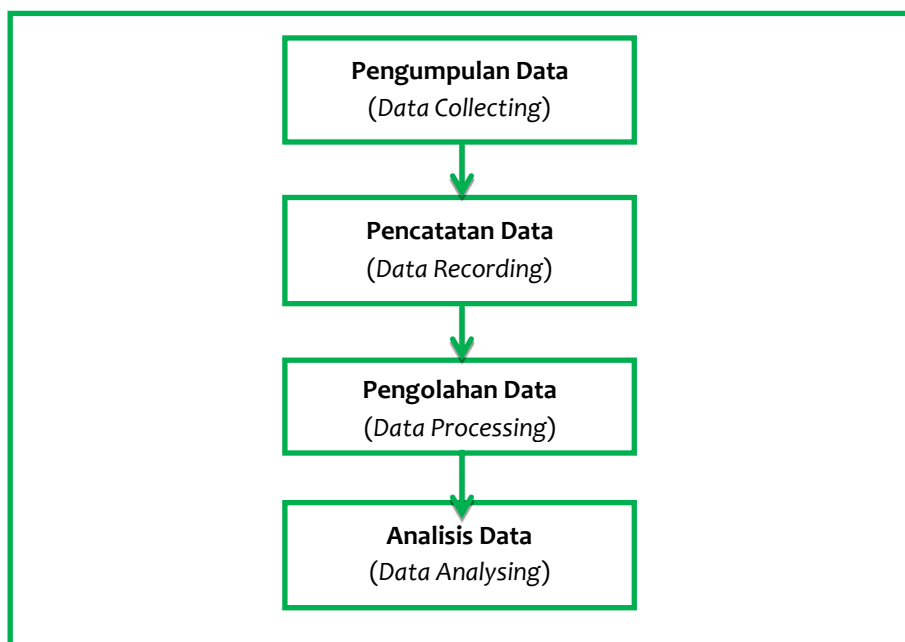 Pengumpulan Data
(Data Collecting)
Pencatatan Data
(Data Recording)
Pengolahan Data
(Data Processing)
Analisis Data
(Data Analysing)